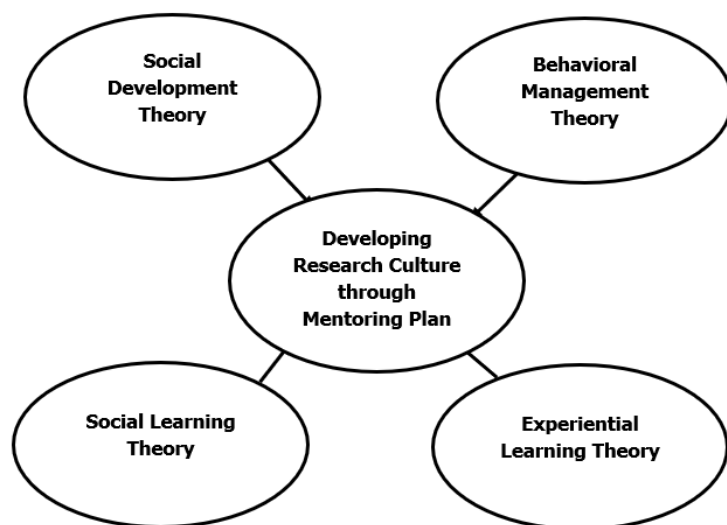 Social
Development
Theory
Behavioral
Management
Theory
Developing
Research Culture
through
Mentoring Plan
Social Learning
Theory
Experiential
Learning Theory